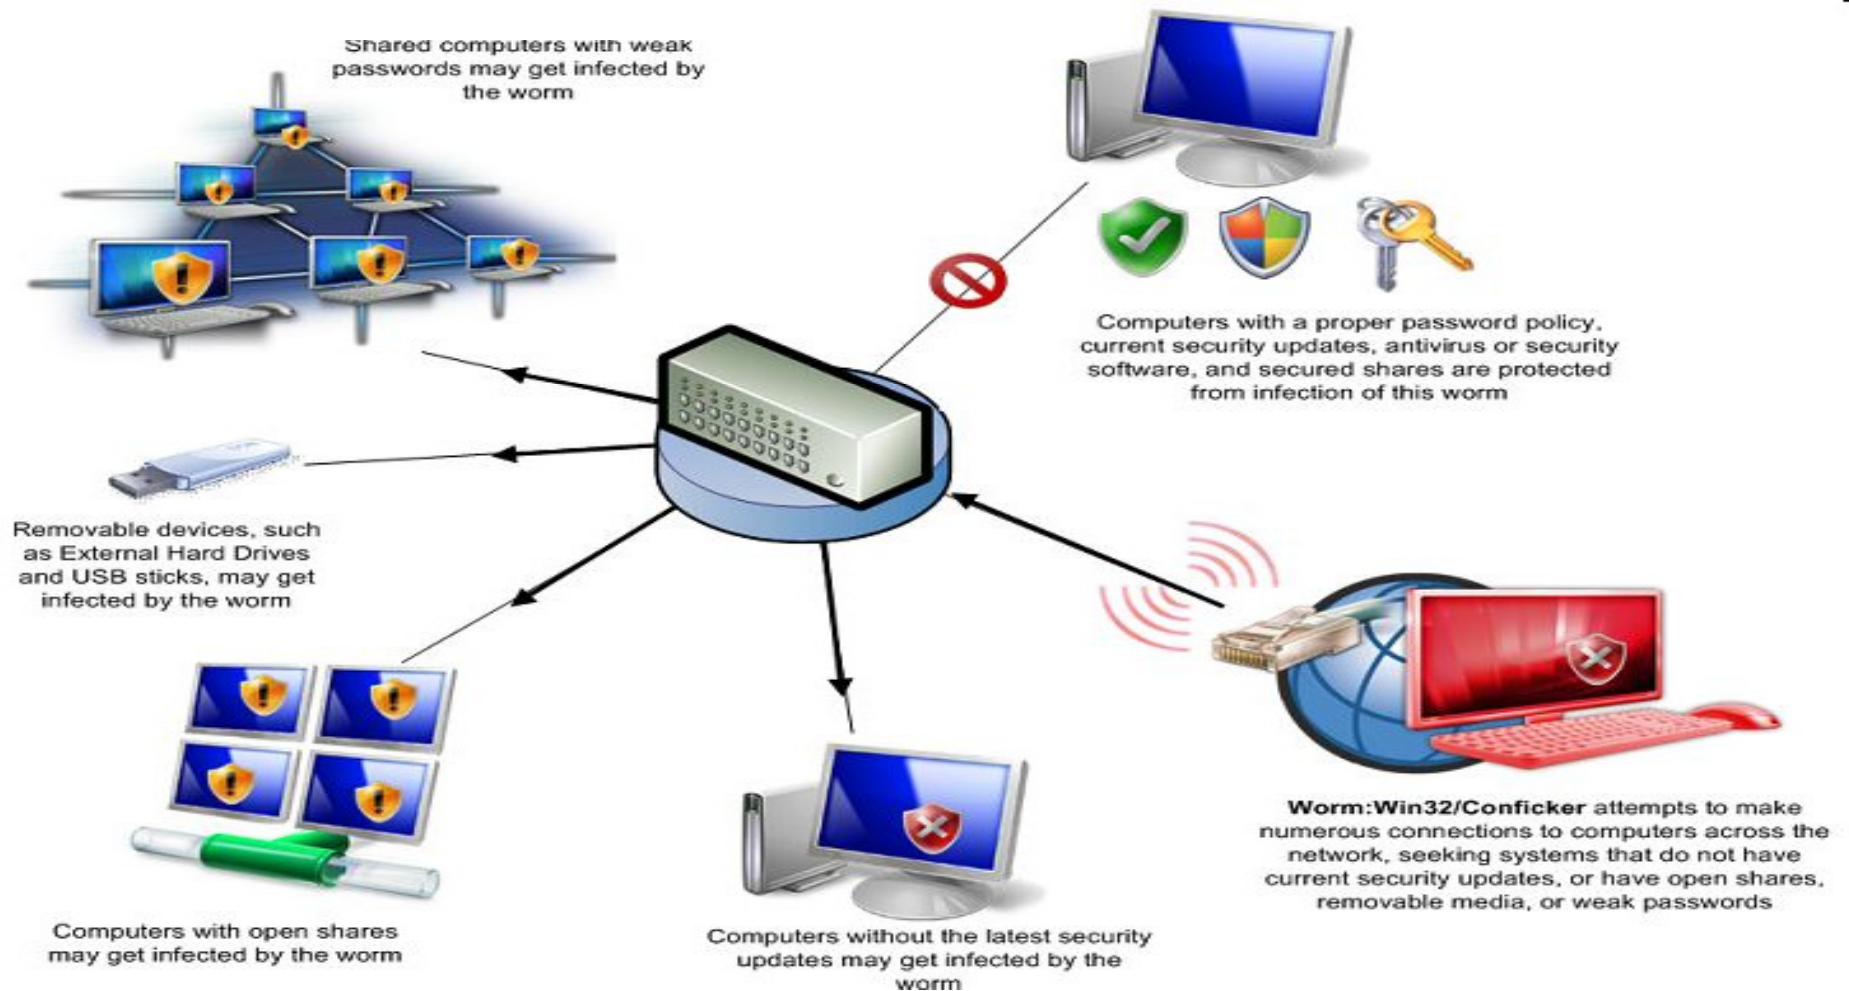 Shared computers with weak
passwords may get infected by
the worm
Computers with a proper password policy,
current security updates, antivirus or security
software, and secured shares are protected
from infection of this worm
Removable devices, such
as External Hard Drives
and USB sticks, may get
infected by the worm
Worm:Win32/Conficker attempts to make
numerous connections to computers across the
network, seeking systems that do not have
current security updates, or have open shares,
removable media, or weak passwords
Computers with open shares
may get infected by the worm
Computers without the latest security
updates may get infected by the
worm